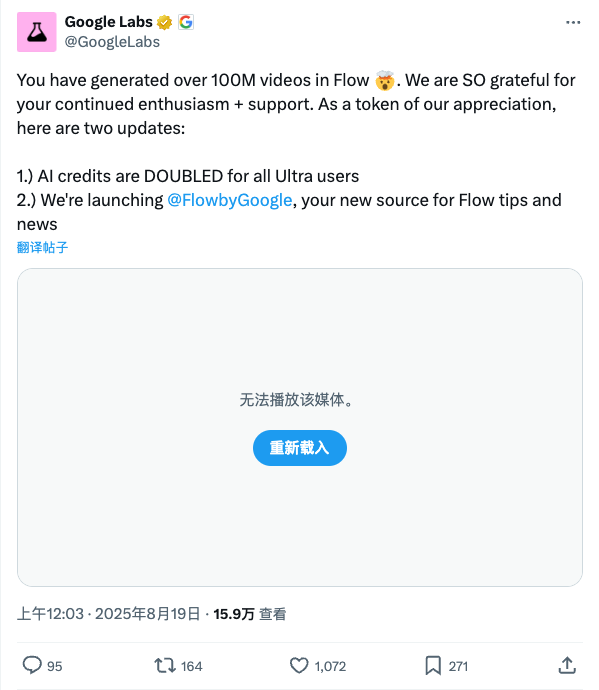 Google Labs
@GoogleLabs
You have generated over 100M videos in Flow 🤯. We are SO grateful for
your continued enthusiasm + support. As a token of our appreciation,
here are two updates:
1.) AI credits are DOUBLED for all Ultra users
2.) We're launching @FlowbyGoogle, your new source for Flow tips and
news
翻译帖子
无法播放该媒体。
重新载入
上午12:03 · 2025年8月19日 · 15.9万 查看
95 164 1,072 271